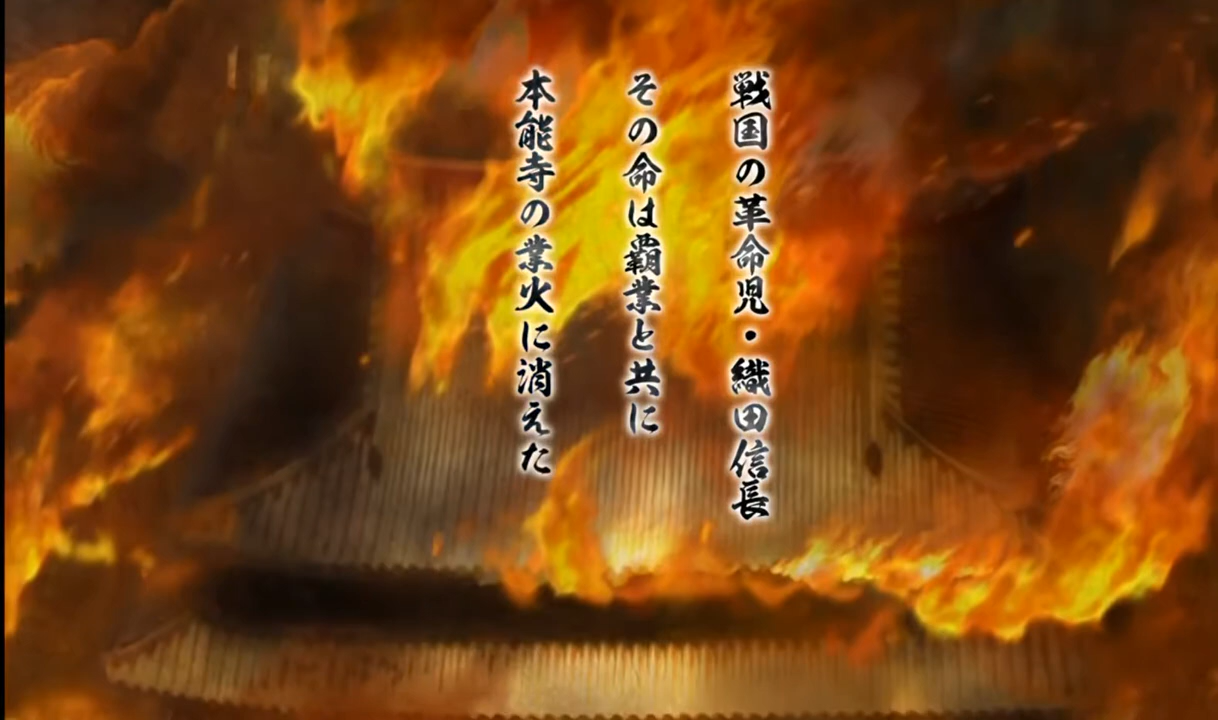 戦国の革命児・織田信長
その命は覇業と共に
本能寺の業火に消えた